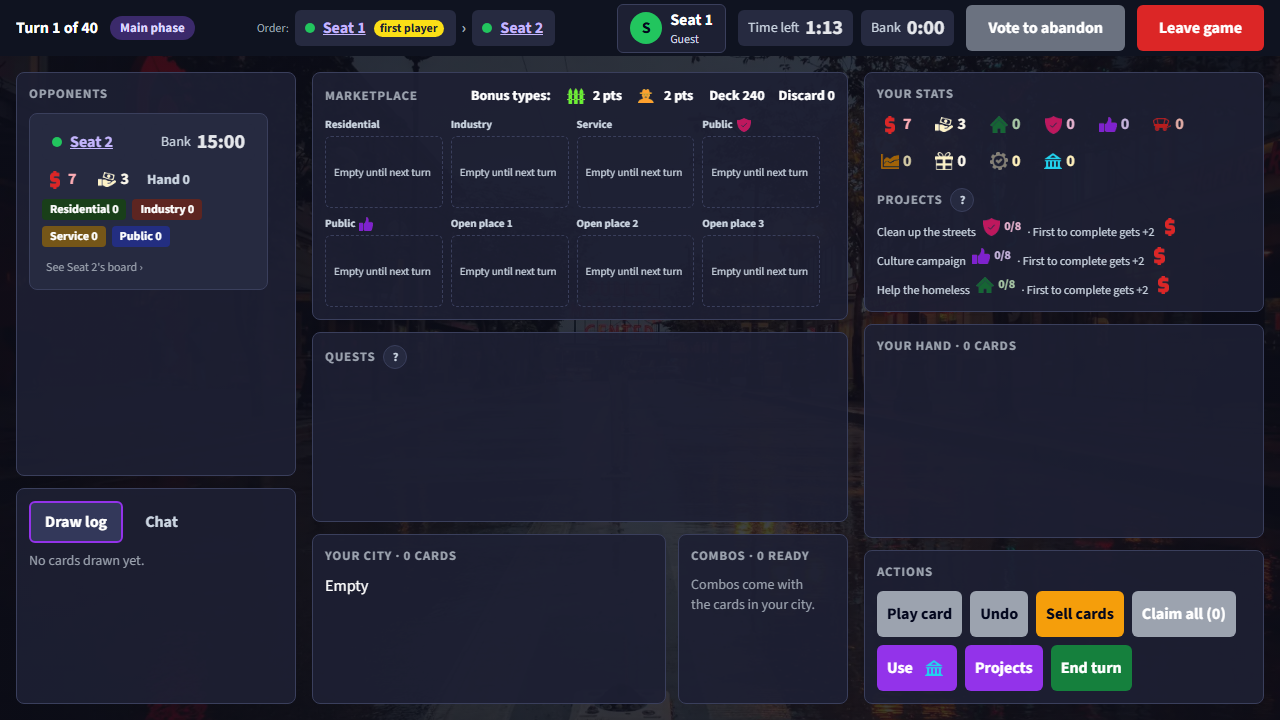 Turn 1 of 40 Main phase Order: Seat 1 first player › Seat 2 S Seat 1 Guest Time left 1:13 Bank 0:00 Vote to abandon Leave game
OPPONENTS
Seat 2 Bank 15:00
7 3 Hand 0
Residential 0 Industry 0
Service 0 Public 0
See Seat 2's board ›
Draw log Chat
No cards drawn yet.
MARKETPLACE Bonus types: 2 pts 2 pts Deck 240 Discard 0
Residential Industry Service Public
Empty until next turn Empty until next turn Empty until next turn Empty until next turn
Public Open place 1 Open place 2 Open place 3
Empty until next turn Empty until next turn Empty until next turn Empty until next turn
QUESTS ?
YOUR CITY · 0 CARDS
Empty
COMBOS · 0 READY
Combos come with
the cards in your city.
YOUR STATS
7 3 0 0 0 0
0 0 0 0
PROJECTS ?
Clean up the streets 0/8 · First to complete gets +2
Culture campaign 0/8 · First to complete gets +2
Help the homeless 0/8 · First to complete gets +2
YOUR HAND · 0 CARDS
ACTIONS
Play card Undo Sell cards Claim all (0)
Use Projects End turn